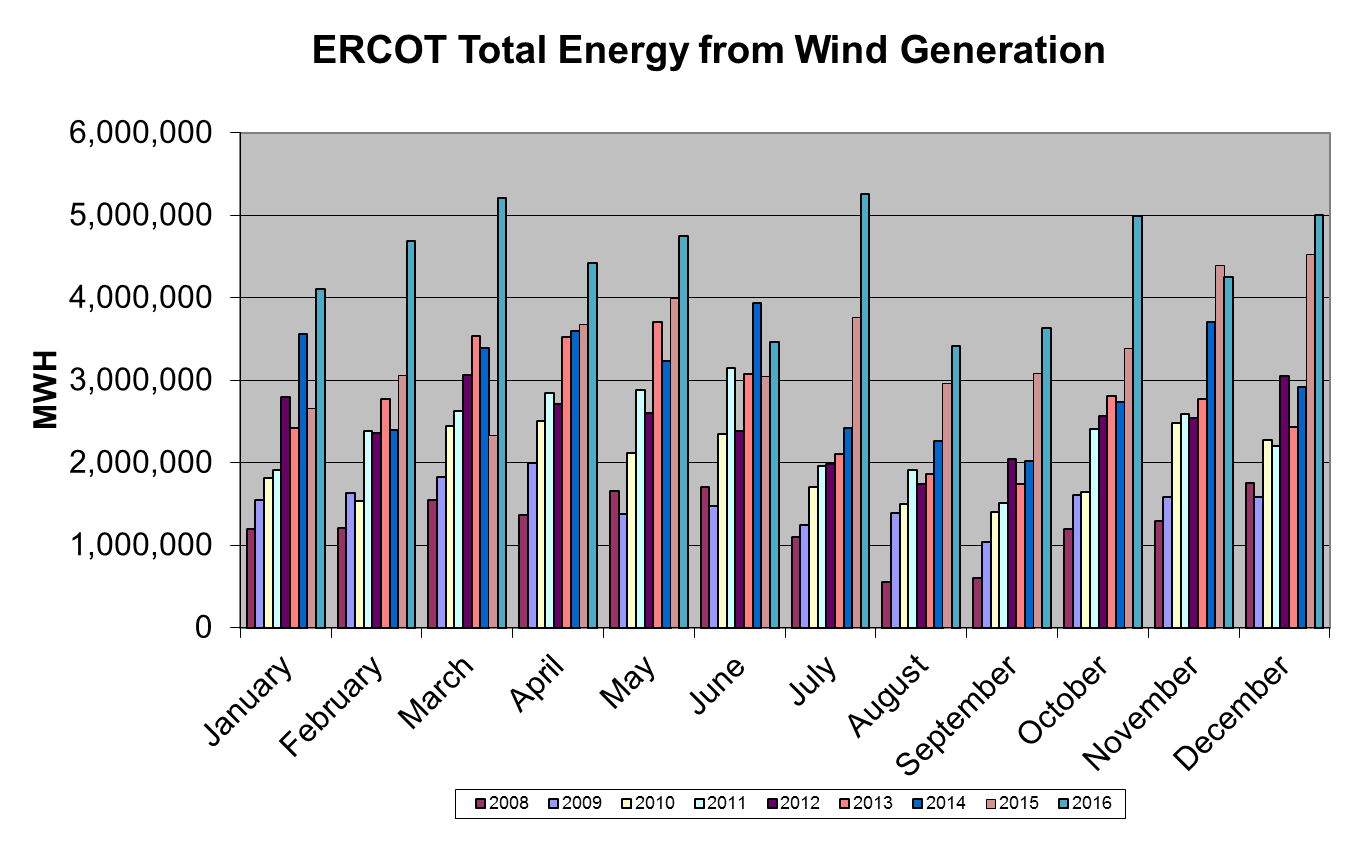 ERCOT Total Energy from Wind Generation
6,000,000
5,000,000
4,000,000
3,000,000
2,000,000
1,000,000
0
MWH
January
February
March
April
May
June
July
August
September
October
November
December
2008 2009 2010 2011 2012 2013 2014 2015 2016